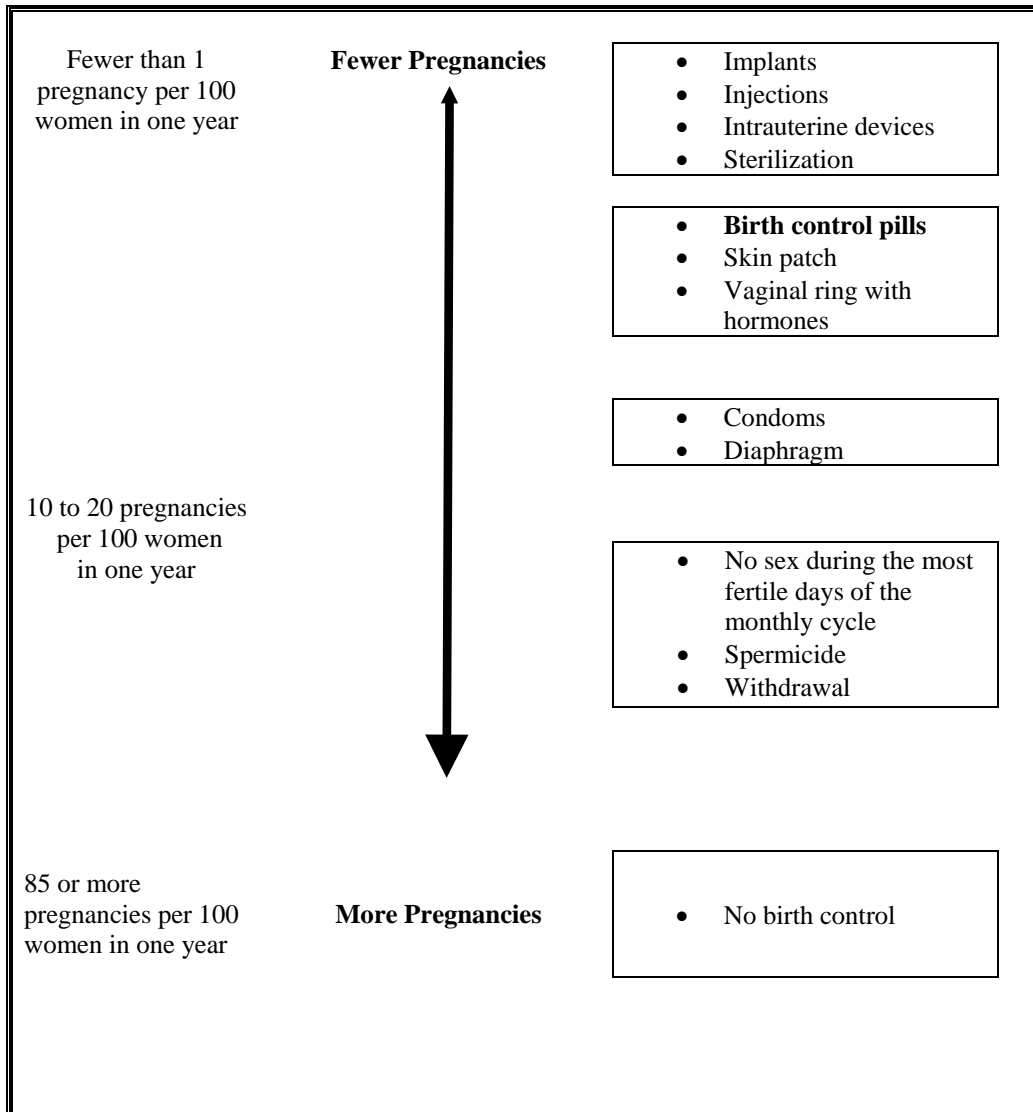 Fewer than 1
pregnancy per 100
women in one year
Fewer Pregnancies
• Implants
• Injections
• Intrauterine devices
• Sterilization
• Birth control pills
• Skin patch
• Vaginal ring with
hormones
• Condoms
• Diaphragm
10 to 20 pregnancies
per 100 women
in one year
• No sex during the most
fertile days of the
monthly cycle
• Spermicide
• Withdrawal
85 or more
pregnancies per 100
women in one year
More Pregnancies
• No birth control